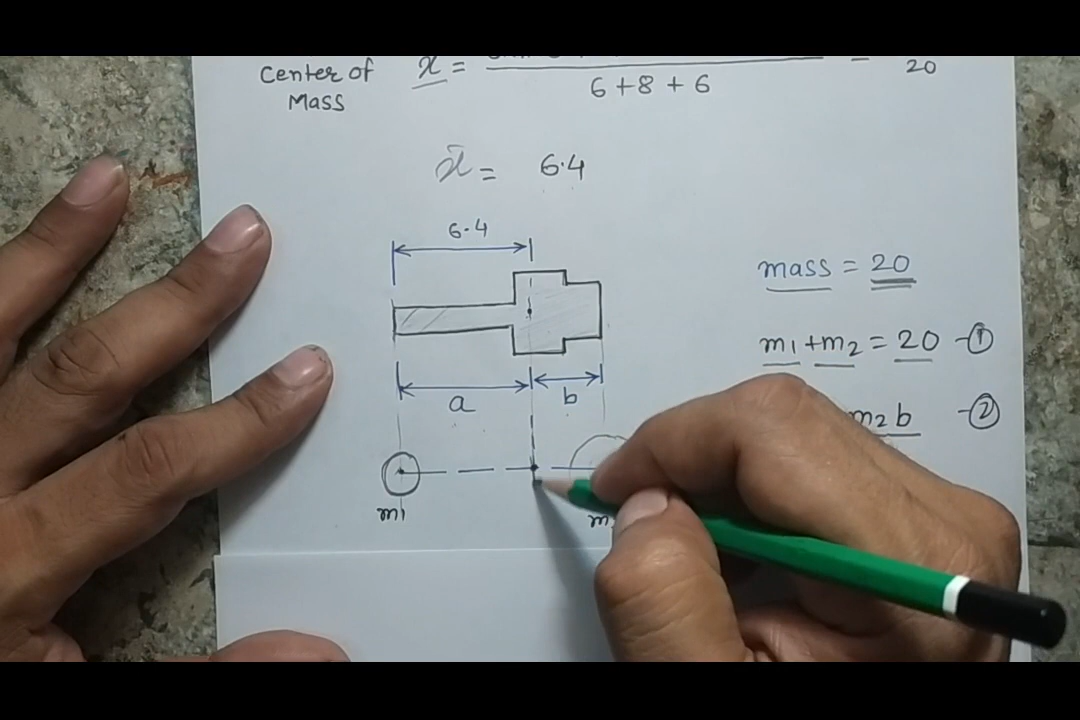 Center of x̄ =
6+8+6
20
Mass
x̄ = 6.4
6.4
mass = 20
m1 + m2 = 20 -①
a
b
m2 b -②
m1